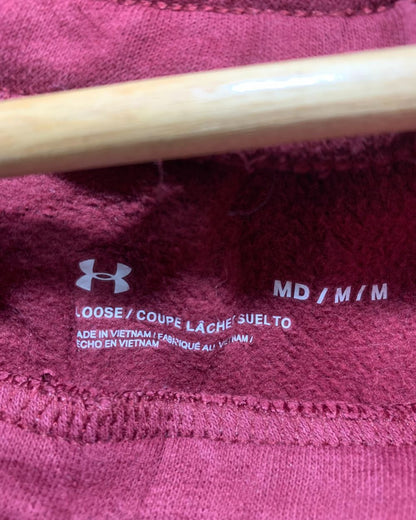 LOOSE / COUPE LÂCHE / SUELTO
MADE IN VIETNAM / FABRIQUÉ AU VIETNAM /
HECHO EN VIETNAM
MD / M / M